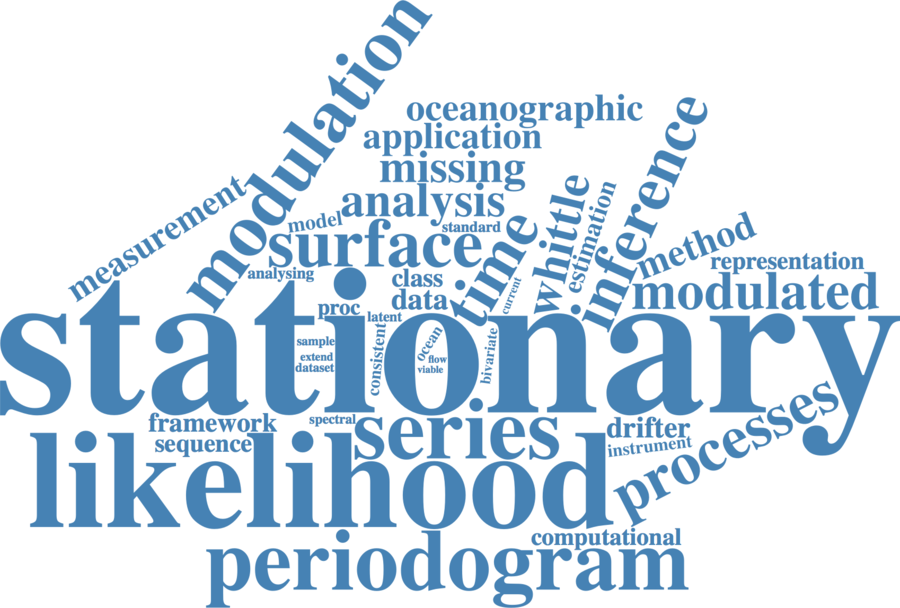 modulation
oceanographic
application
missing
measurement
analysis
model
standard
surface
time
whittle
estimation
inference
method
representation
analysing
class
data
current
modulated
proc
latent
stationary
sample
extend
dataset
consistent
ocean
flow
viable
bivariate
framework
sequence
spectral
series
drifter
instrument
processes
likelihood
computational
periodogram